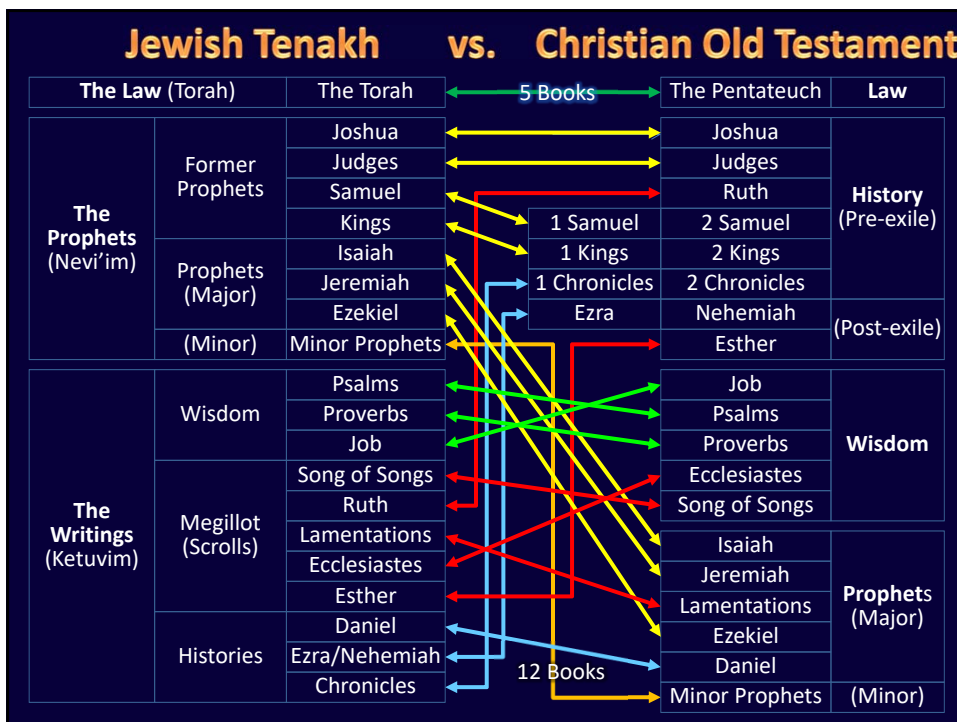 Jewish Tenakh vs. Christian Old Testament
The Law (Torah) The Torah 5 Books The Pentateuch Law
The
Prophets
(Nevi'im)
Former
Prophets
Joshua
Judges
Samuel
Kings
Prophets
(Major)
Isaiah
Jeremiah
Ezekiel
(Minor) Minor Prophets
The
Writings
(Ketuvim)
Wisdom
Psalms
Proverbs
Job
Megillot
(Scrolls)
Song of Songs
Ruth
Lamentations
Ecclesiastes
Esther
Histories
Daniel
Ezra/Nehemiah
Chronicles
12 Books
Joshua
Judges
Ruth
1 Samuel 2 Samuel
1 Kings 2 Kings
1 Chronicles 2 Chronicles
History
(Pre-exile)
Ezra Nehemiah
Esther
(Post-exile)
Job
Psalms
Proverbs
Ecclesiastes
Song of Songs
Wisdom
Isaiah
Jeremiah
Lamentations
Ezekiel
Daniel
Prophets
(Major)
Minor Prophets (Minor)